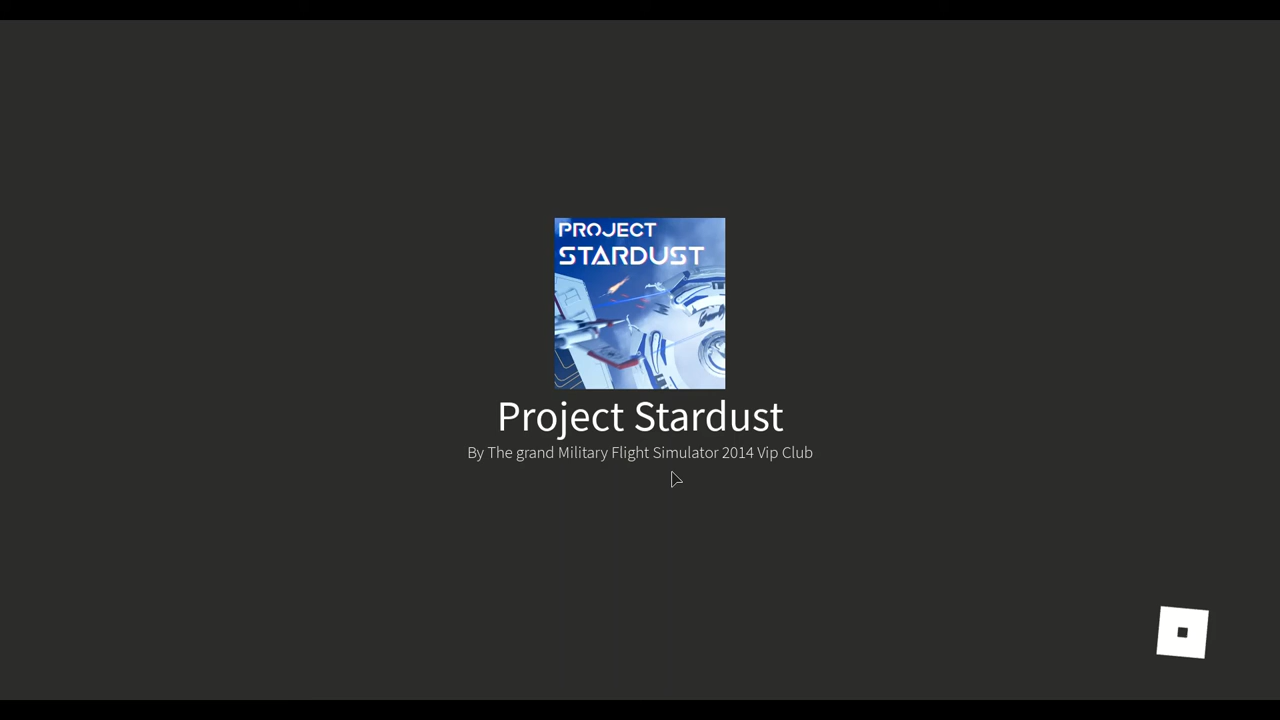 PROJECT
STARDUST
Project Stardust
By The grand Military Flight Simulator 2014 Vip Club